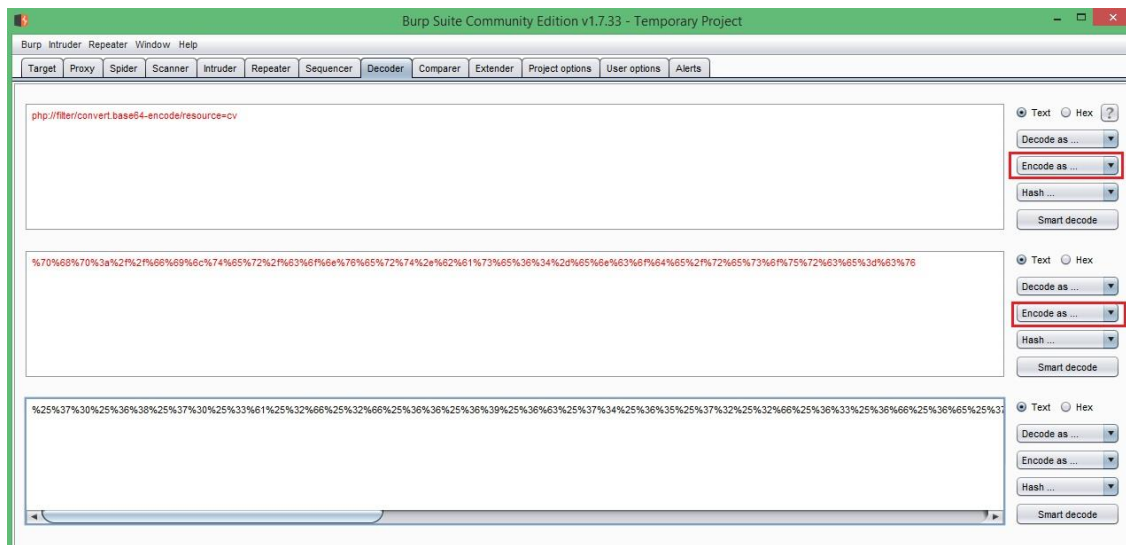 Burp Suite Community Edition v1.7.33 - Temporary Project
Burp Intruder Repeater Window Help
Target Proxy Spider Scanner Intruder Repeater Sequencer Decoder Comparer Extender Project options User options Alerts
php://filter/convert.base64-encode/resource=cv
Text Hex ?
Decode as ...
Encode as ...
Hash ...
Smart decode
%70%68%70%3a%2f%2f%66%69%6c%74%65%72%2f%63%6f%6e%76%65%72%74%2e%62%61%73%65%36%34%2d%65%6e%63%6f%64%65%2f%72%65%73%6f%75%72%63%65%3d%63%76
Text Hex
Decode as ...
Encode as ...
Hash ...
Smart decode
%25%37%30%25%36%38%25%37%30%25%33%61%25%32%66%25%32%66%25%36%36%25%36%39%25%36%63%25%37%34%25%36%35%25%37%32%25%32%66%25%36%33%25%36%66%25%36%65%25%37
Text Hex
Decode as ...
Encode as ...
Hash ...
Smart decode